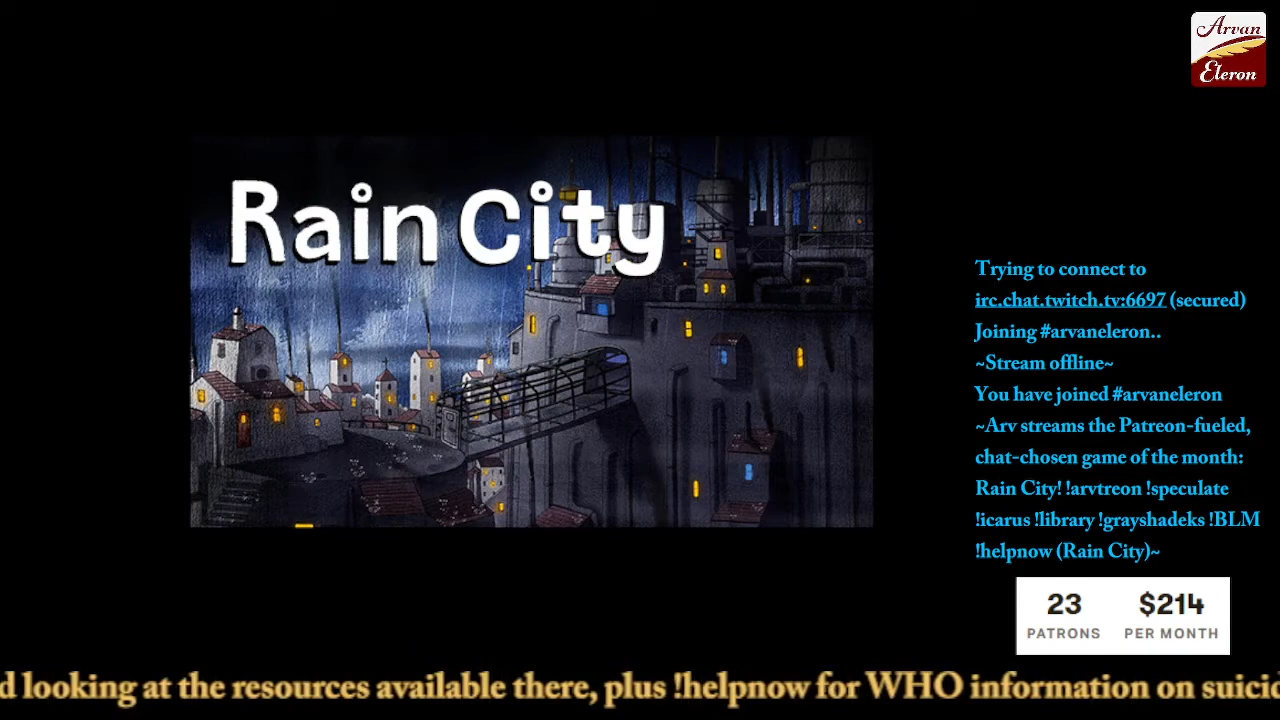 Arvan
Eleron
Rain City
Trying to connect to
irc.chat.twitch.tv:6697 (secured)
Joining #arvaneleron..
~Stream offline~
You have joined #arvaneleron
~Arv streams the Patreon-fueled,
chat-chosen game of the month:
Rain City! !arvtreon !speculate
!icarus !library !grayshadeks !BLM
!helpnow (Rain City)~
23 $214
PATRONS PER MONTH
d looking at the resources available there, plus !helpnow for WHO information on suicid